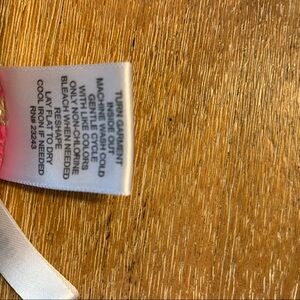 TURN GARMENT
INSIDE OUT
MACHINE WASH COLD
GENTLE CYCLE
WITH LIKE COLORS
ONLY NON-CHLORINE
BLEACH WHEN NEEDED
RESHAPE
LAY FLAT TO DRY
COOL IRON IF NEEDED
RN# 23243